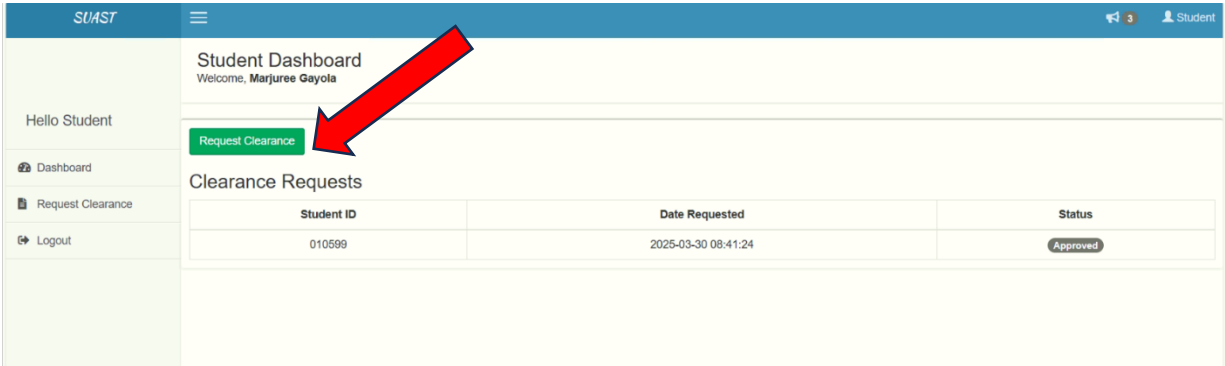 SUAST
3 Student
Student Dashboard
Welcome, Marjuree Gayola
Hello Student
Dashboard
Request Clearance
Logout
Request Clearance
Clearance Requests
Student ID Date Requested Status
010599 2025-03-30 08:41:24 Approved